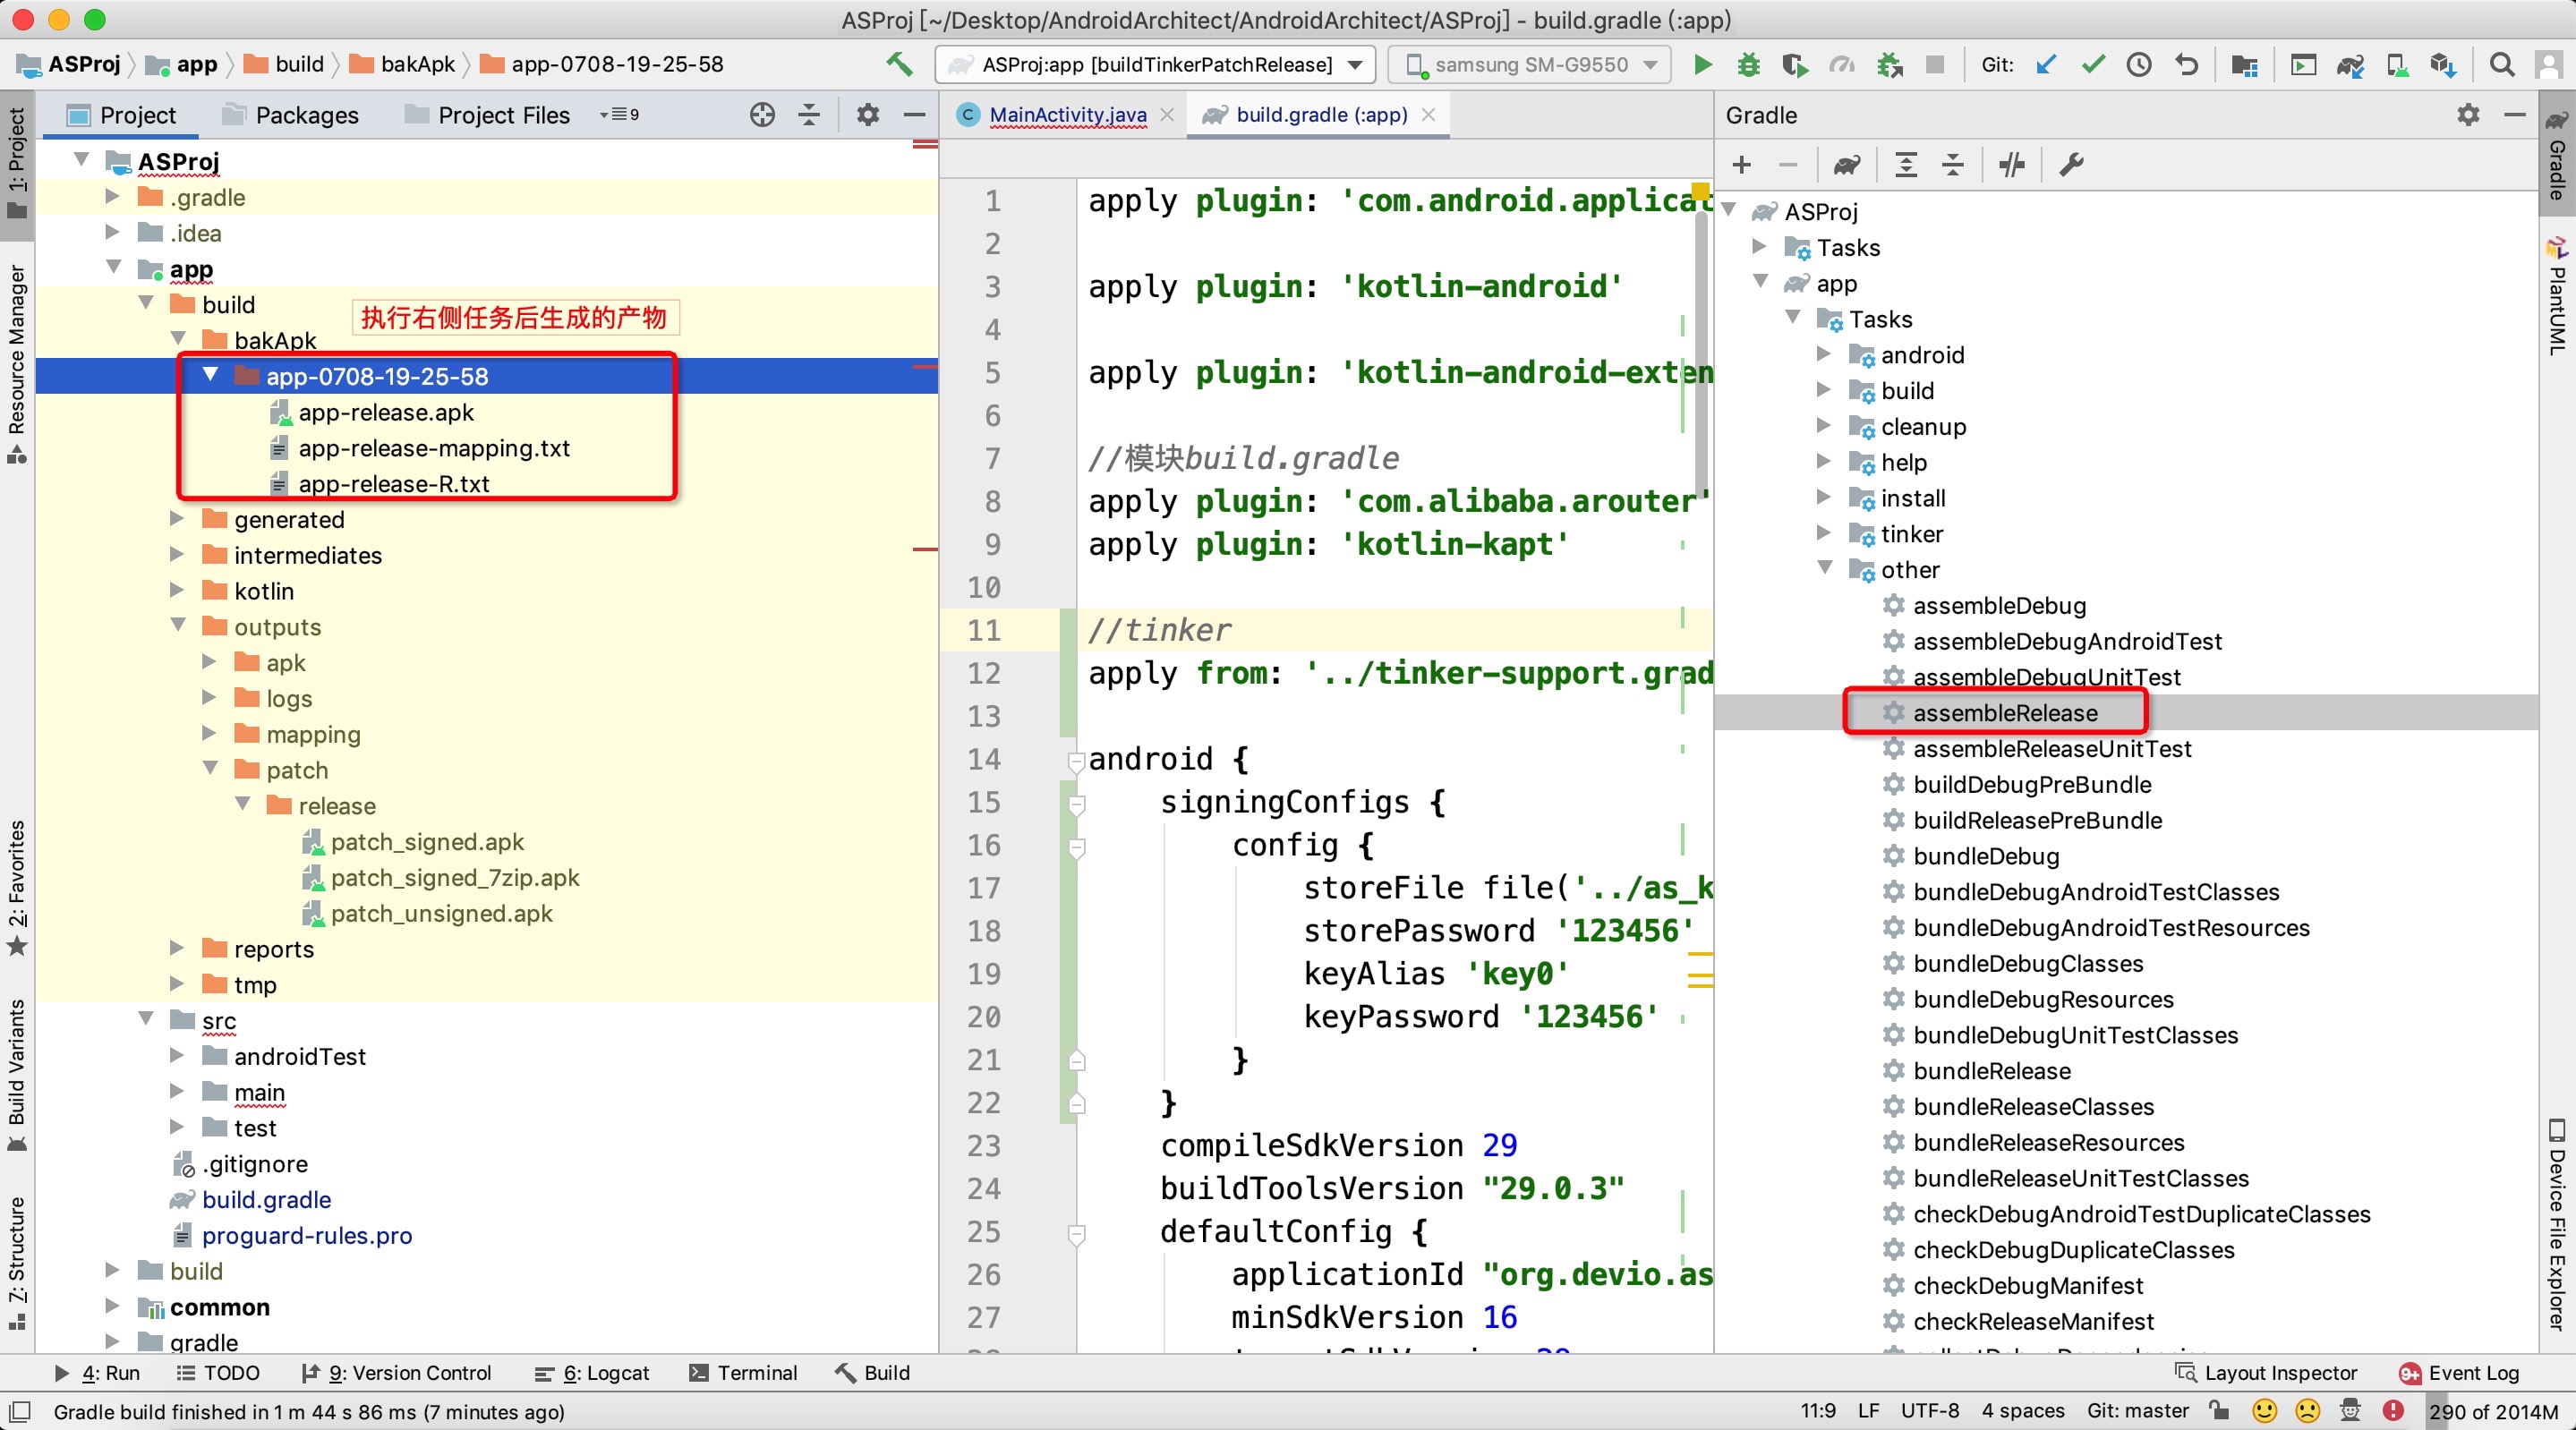 ASProj [~/Desktop/AndroidArchitect/AndroidArchitect/ASProj] - build.gradle (:app)
ASProj app build bakApk app-0708-19-25-58
ASProj:app [buildTinkerPatchRelease]
samsung SM-G9550
Git:
1: Project
Resource Manager
2: Favorites
Build Variants
Z: Structure
Project Packages Project Files 9
ASProj
.gradle
.idea
app
build
执行右侧任务后生成的产物
bakApk
app-0708-19-25-58
app-release.apk
app-release-mapping.txt
app-release-R.txt
generated
intermediates
kotlin
outputs
apk
logs
mapping
patch
release
patch_signed.apk
patch_signed_7zip.apk
patch_unsigned.apk
reports
tmp
src
androidTest
main
test
.gitignore
build.gradle
proguard-rules.pro
build
common
gradle
MainActivity.java
build.gradle (:app)
1 apply plugin: 'com.android.applicat
2
3 apply plugin: 'kotlin-android'
4
5 apply plugin: 'kotlin-android-exten
6
7 //模块build.gradle
8 apply plugin: 'com.alibaba.arouter'
9 apply plugin: 'kotlin-kapt'
10
11 //tinker
12 apply from: '../tinker-support.grad
13
14 android {
15 signingConfigs {
16 config {
17 storeFile file('../as_k
18 storePassword '123456'
19 keyAlias 'key0'
20 keyPassword '123456'
21 }
22 }
23 compileSdkVersion 29
24 buildToolsVersion "29.0.3"
25 defaultConfig {
26 applicationId "org.devio.as
27 minSdkVersion 16
Gradle
ASProj
Tasks
app
Tasks
android
build
cleanup
help
install
tinker
other
assembleDebug
assembleDebugAndroidTest
assembleDebugUnitTest
assembleRelease
assembleReleaseUnitTest
buildDebugPreBundle
buildReleasePreBundle
bundleDebug
bundleDebugAndroidTestClasses
bundleDebugAndroidTestResources
bundleDebugClasses
bundleDebugResources
bundleDebugUnitTestClasses
bundleRelease
bundleReleaseClasses
bundleReleaseResources
bundleReleaseUnitTestClasses
checkDebugAndroidTestDuplicateClasses
checkDebugDuplicateClasses
checkDebugManifest
checkReleaseManifest
Gradle
PlantUML
Device File Explorer
4: Run TODO 9: Version Control 6: Logcat Terminal Build
Layout Inspector 9+ Event Log
Gradle build finished in 1 m 44 s 86 ms (7 minutes ago)
11:9 LF UTF-8 4 spaces Git: master 290 of 2014M